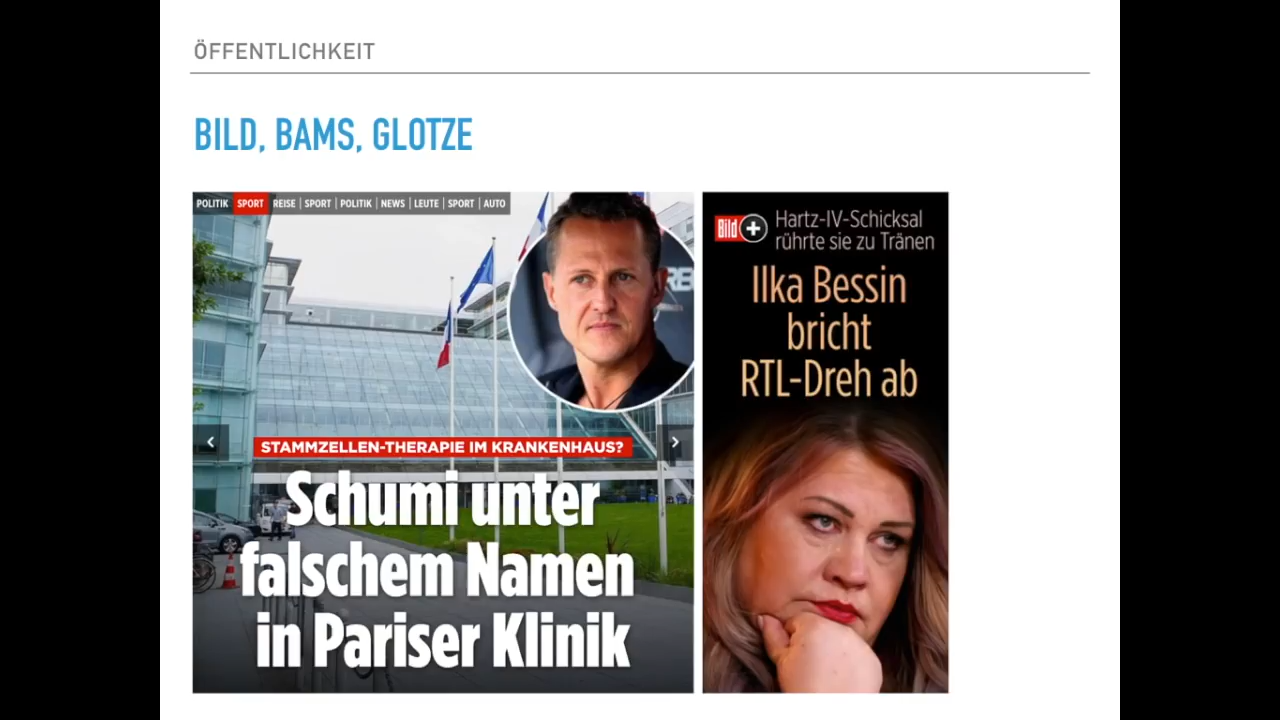 ÖFFENTLICHKEIT
BILD, BAMS, GLOTZE
POLITIK SPORT REISE | SPORT | POLITIK | NEWS | LEUTE | SPORT | AUTO
STAMMZELLEN-THERAPIE IM KRANKENHAUS?
Schumi unter
falschem Namen
in Pariser Klinik
Bild + Hartz-IV-Schicksal
rührte sie zu Tränen
Ilka Bessin
bricht
RTL-Dreh ab